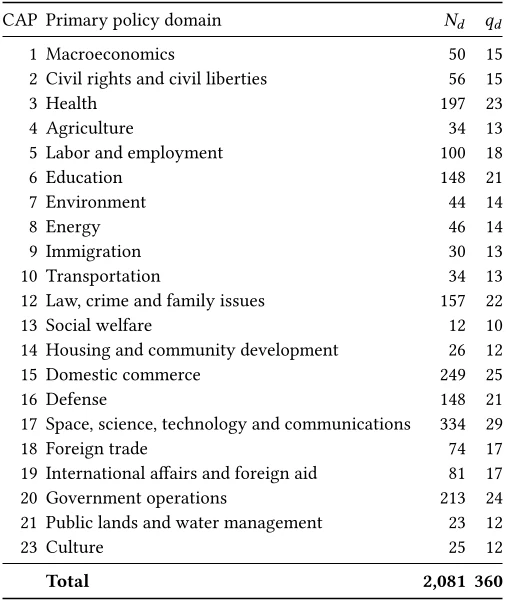 CAP Primary policy domain N_d q_d
1 Macroeconomics 50 15
2 Civil rights and civil liberties 56 15
3 Health 197 23
4 Agriculture 34 13
5 Labor and employment 100 18
6 Education 148 21
7 Environment 44 14
8 Energy 46 14
9 Immigration 30 13
10 Transportation 34 13
12 Law, crime and family issues 157 22
13 Social welfare 12 10
14 Housing and community development 26 12
15 Domestic commerce 249 25
16 Defense 148 21
17 Space, science, technology and communications 334 29
18 Foreign trade 74 17
19 International affairs and foreign aid 81 17
20 Government operations 213 24
21 Public lands and water management 23 12
23 Culture 25 12
Total 2,081 360